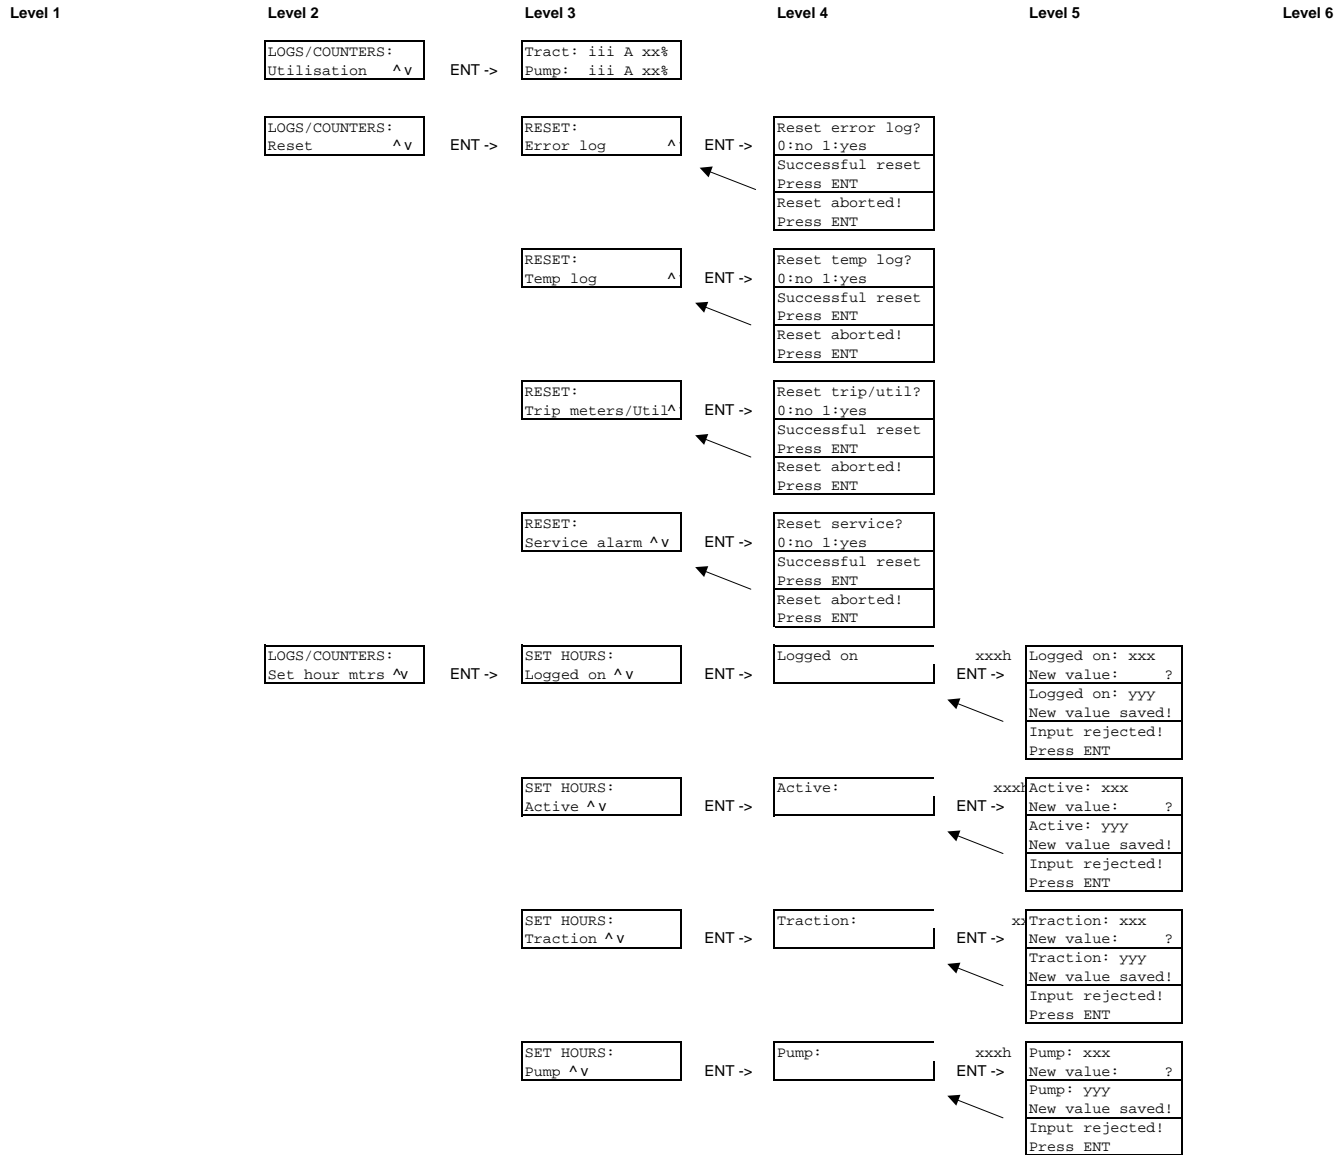 Level 1 Level 2 Level 3 Level 4 Level 5 Level 6
LOGS/COUNTERS:
Utilisation ^ v
ENT ->
Tract: iii A xx%
Pump: iii A xx%
LOGS/COUNTERS:
Reset ^ v
ENT ->
RESET:
Error log ^
ENT ->
Reset error log?
0:no 1:yes
Successful reset
Press ENT
Reset aborted!
Press ENT
RESET:
Temp log ^
ENT ->
Reset temp log?
0:no 1:yes
Successful reset
Press ENT
Reset aborted!
Press ENT
RESET:
Trip meters/Util^
ENT ->
Reset trip/util?
0:no 1:yes
Successful reset
Press ENT
Reset aborted!
Press ENT
RESET:
Service alarm ^ v
ENT ->
Reset service?
0:no 1:yes
Successful reset
Press ENT
Reset aborted!
Press ENT
LOGS/COUNTERS:
Set hour mtrs ^v
ENT ->
SET HOURS:
Logged on ^ v
ENT ->
Logged on xxxh
ENT ->
Logged on: xxx
New value: ?
Logged on: yyy
New value saved!
Input rejected!
Press ENT
SET HOURS:
Active ^ v
ENT ->
Active: xxxh
ENT ->
Active: xxx
New value: ?
Active: yyy
New value saved!
Input rejected!
Press ENT
SET HOURS:
Traction ^ v
ENT ->
Traction: xx
ENT ->
Traction: xxx
New value: ?
Traction: yyy
New value saved!
Input rejected!
Press ENT
SET HOURS:
Pump ^ v
ENT ->
Pump: xxxh
ENT ->
Pump: xxx
New value: ?
Pump: yyy
New value saved!
Input rejected!
Press ENT